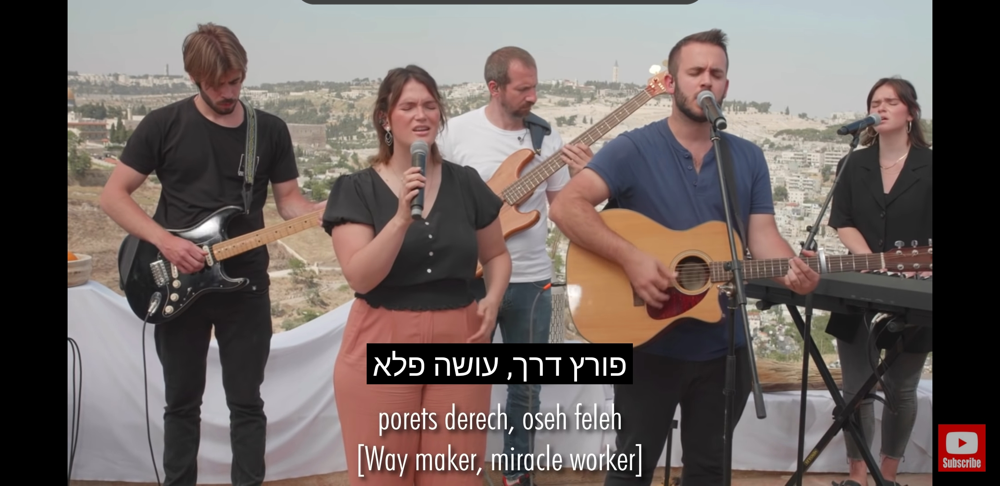 פורץ דרך, עושה פלא
porets derech, oseh feleh
[Way maker, miracle worker]
Subscribe